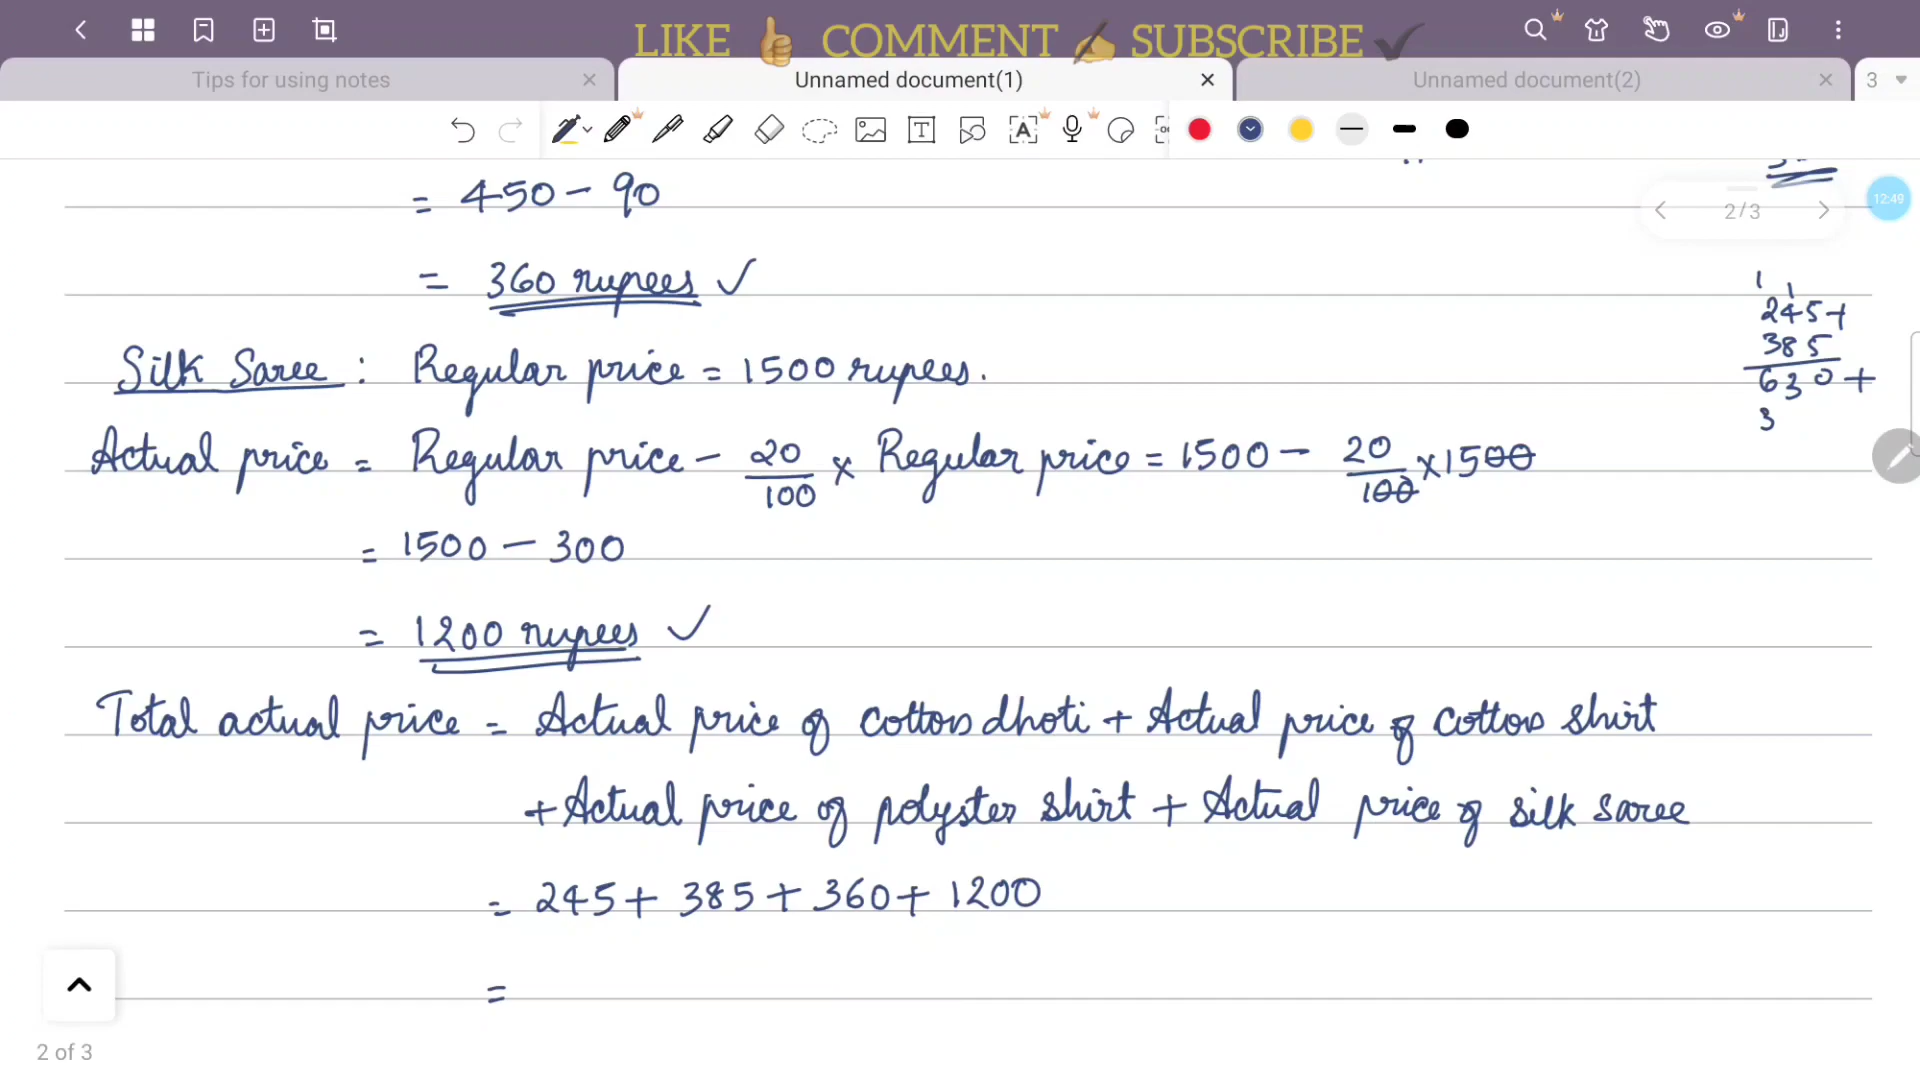 LIKE 👍 COMMENT ✍ SUBSCRIBE ✔
Tips for using notes
Unnamed document(1)
Unnamed document(2)
3
= 450 - 90
2/3
12:49
= 360 rupees ✓
1 1
245+
385
630+
3
Silk Saree : Regular price = 1500 rupees.
Actual price = Regular price - 20/100 x Regular price = 1500 - 20/100 x 1500
= 1500 - 300
= 1200 rupees ✓
Total actual price = Actual price of cotton dhoti + Actual price of cotton shirt
+ Actual price of polyster shirt + Actual price of silk saree
= 245 + 385 + 360 + 1200
=
2 of 3